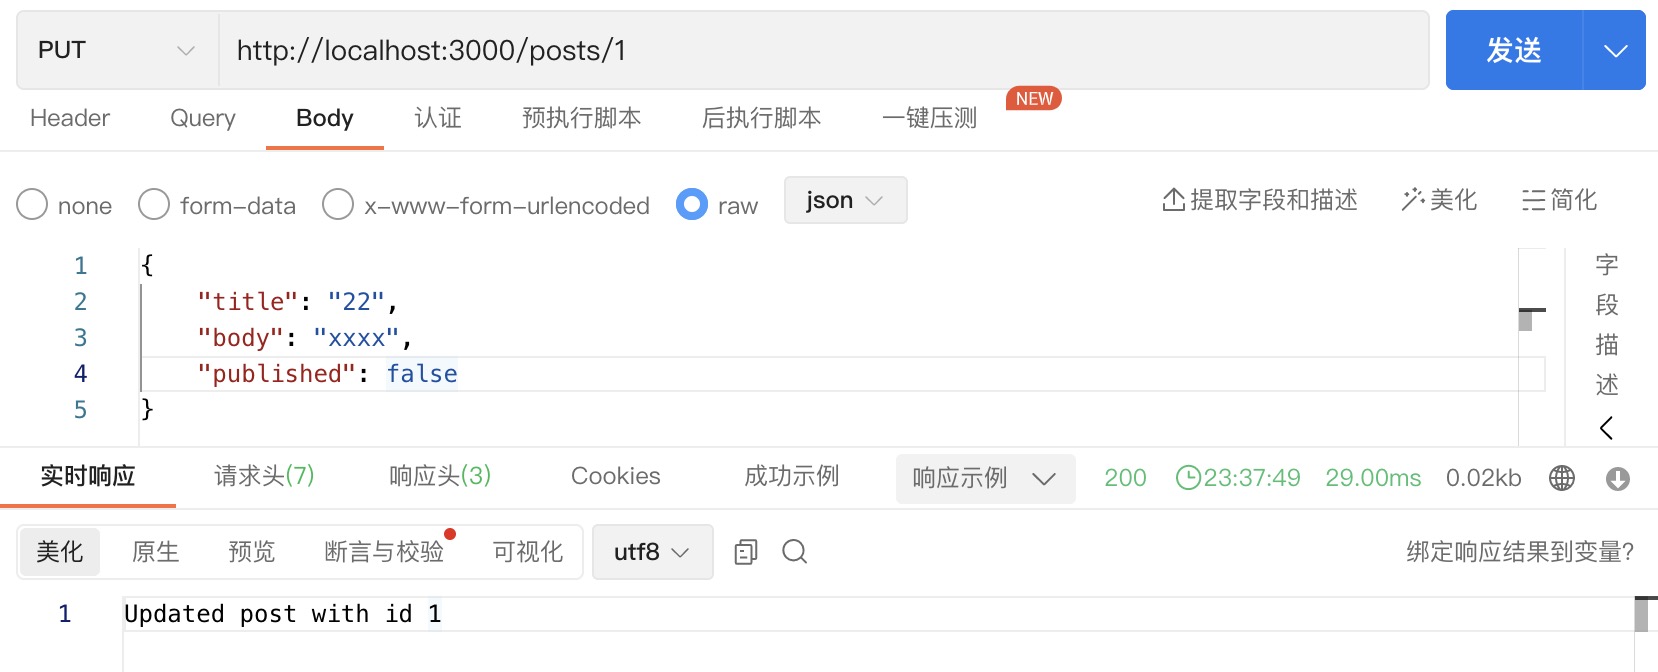 PUT http://localhost:3000/posts/1 发送
NEW
Header Query Body 认证 预执行脚本 后执行脚本 一键压测
none form-data x-www-form-urlencoded raw json 提取字段和描述 美化 简化
1 {
2 "title": "22",
3 "body": "xxxx",
4 "published": false
5 }
字
段
描
述
实时响应 请求头(7) 响应头(3) Cookies 成功示例 响应示例 200 23:37:49 29.00ms 0.02kb
美化 原生 预览 断言与校验 可视化 utf8 绑定响应结果到变量?
1 Updated post with id 1